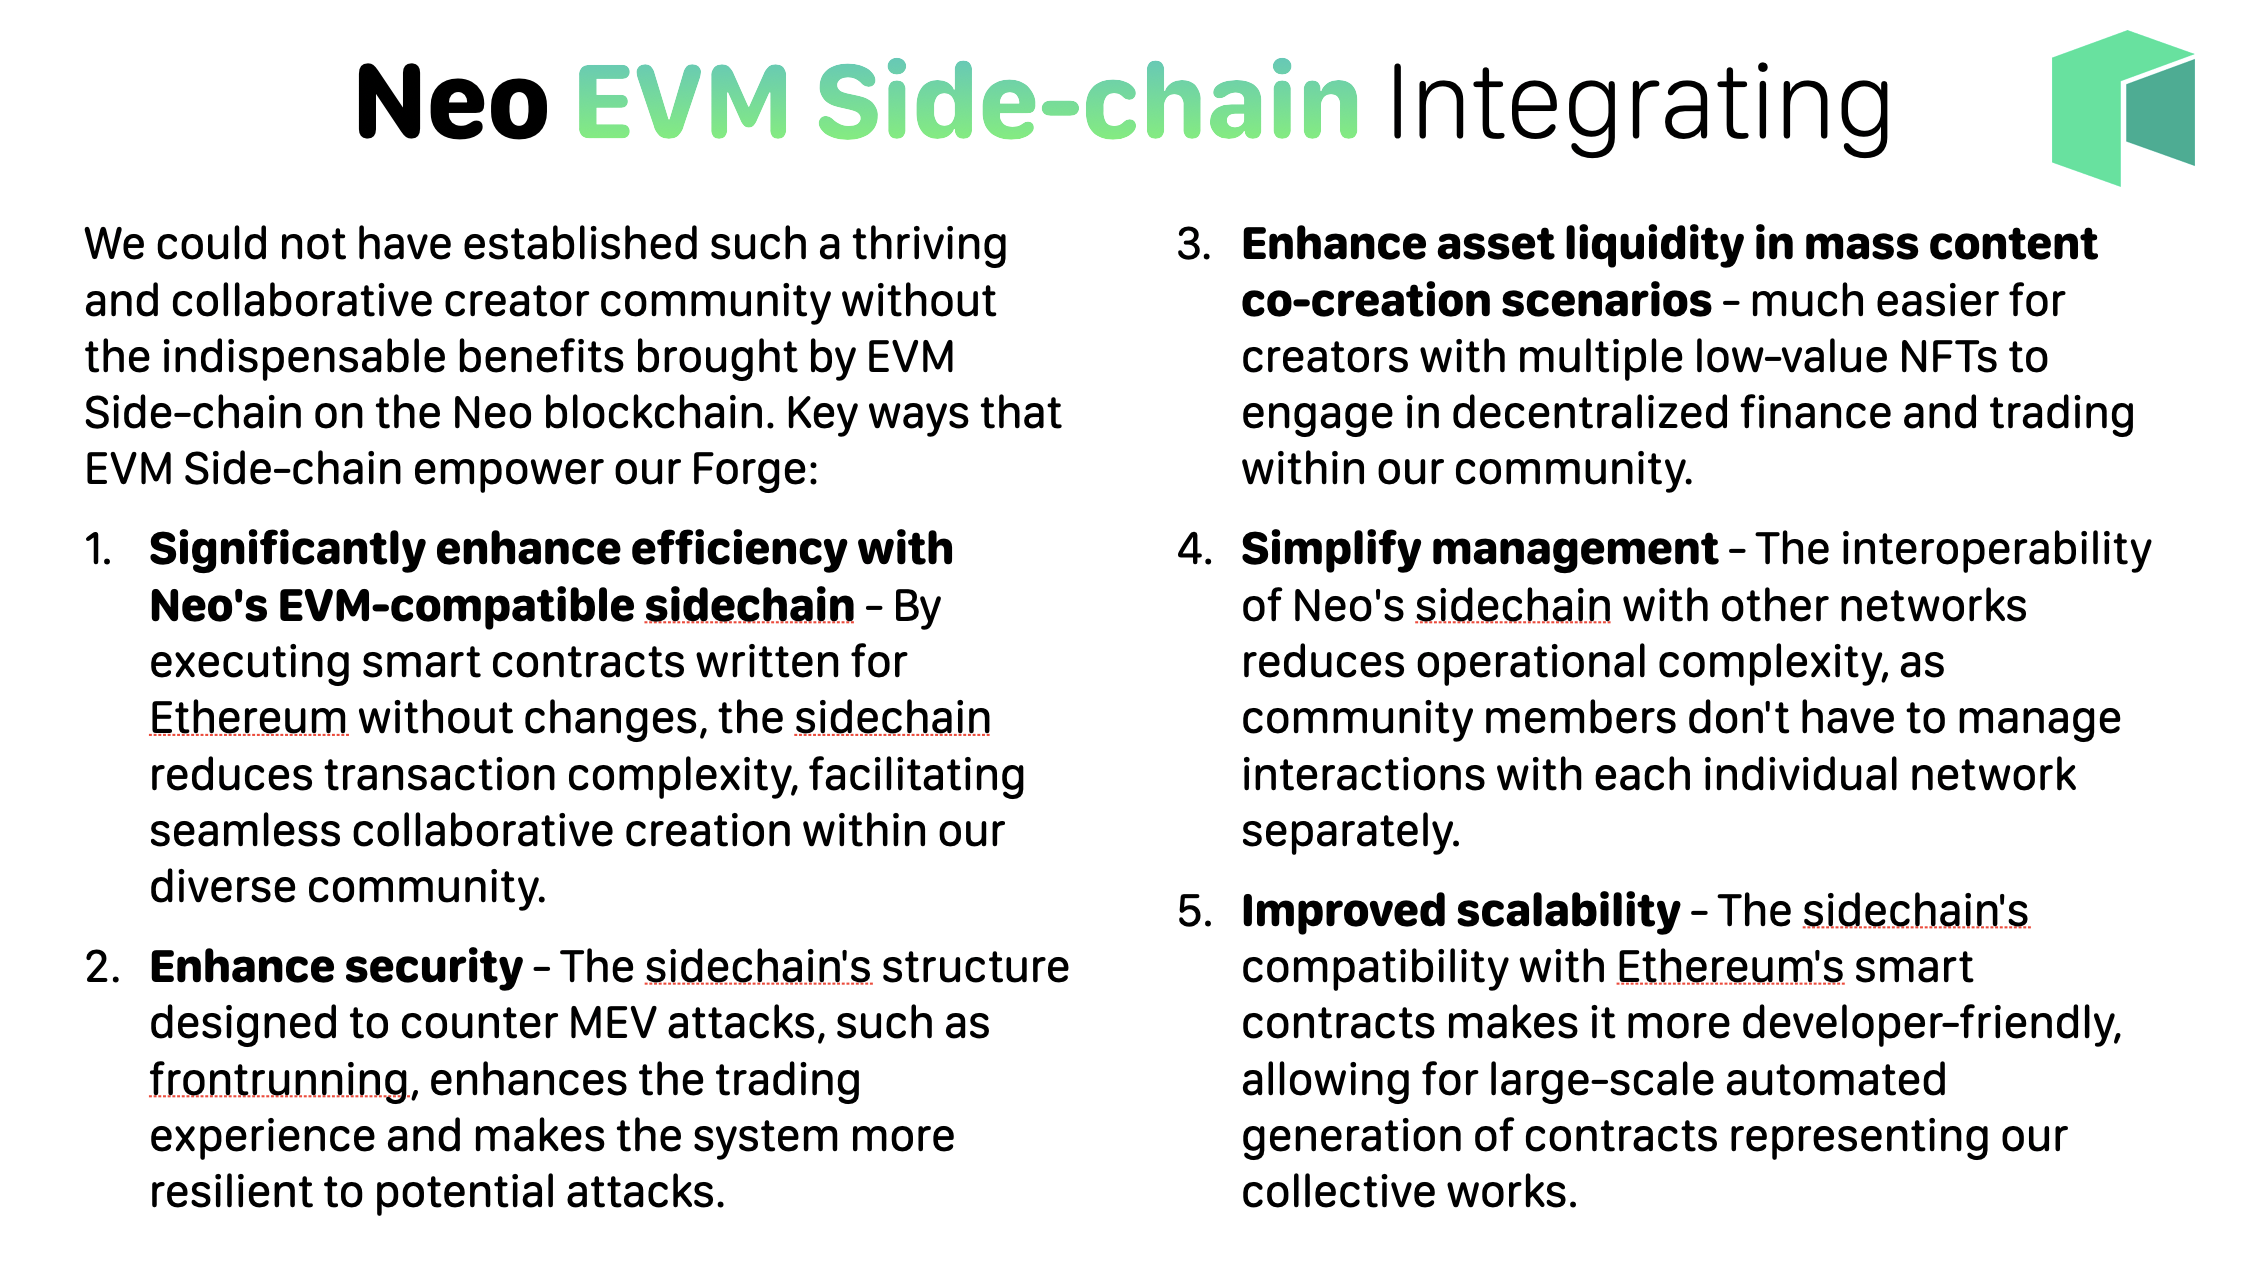 Neo EVM Side-chain Integrating
We could not have established such a thriving
and collaborative creator community without
the indispensable benefits brought by EVM
Side-chain on the Neo blockchain. Key ways that
EVM Side-chain empower our Forge:
1. Significantly enhance efficiency with
Neo's EVM-compatible sidechain - By
executing smart contracts written for
Ethereum without changes, the sidechain
reduces transaction complexity, facilitating
seamless collaborative creation within our
diverse community.
2. Enhance security - The sidechain's structure
designed to counter MEV attacks, such as
frontrunning, enhances the trading
experience and makes the system more
resilient to potential attacks.
3. Enhance asset liquidity in mass content
co-creation scenarios - much easier for
creators with multiple low-value NFTs to
engage in decentralized finance and trading
within our community.
4. Simplify management - The interoperability
of Neo's sidechain with other networks
reduces operational complexity, as
community members don't have to manage
interactions with each individual network
separately.
5. Improved scalability - The sidechain's
compatibility with Ethereum's smart
contracts makes it more developer-friendly,
allowing for large-scale automated
generation of contracts representing our
collective works.